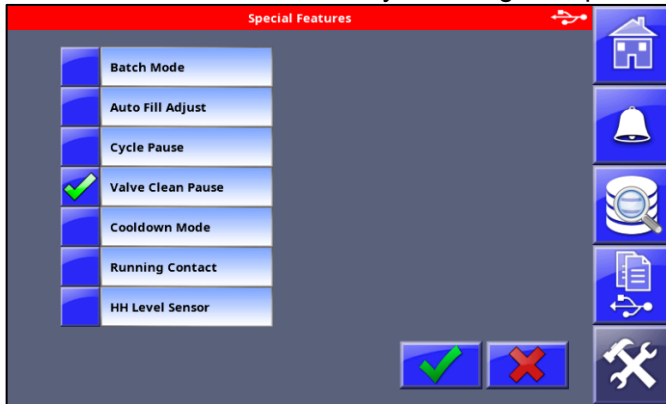 Special Features
Batch Mode
Auto Fill Adjust
Cycle Pause
Valve Clean Pause
Cooldown Mode
Running Contact
HH Level Sensor